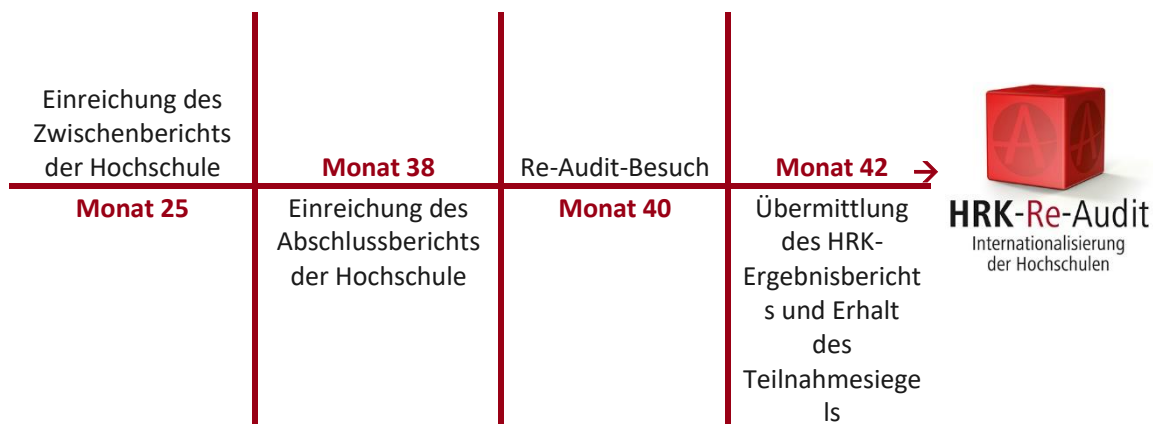 Einreichung des
Zwischenberichts
der Hochschule
Monat 25
Monat 38
Einreichung des
Abschlussberichts
der Hochschule
Re-Audit-Besuch
Monat 40
Monat 42
Übermittlung
des HRK-
Ergebnisbericht
s und Erhalt
des
Teilnahmesiege
ls
HRK-Re-Audit
Internationalisierung
der Hochschulen